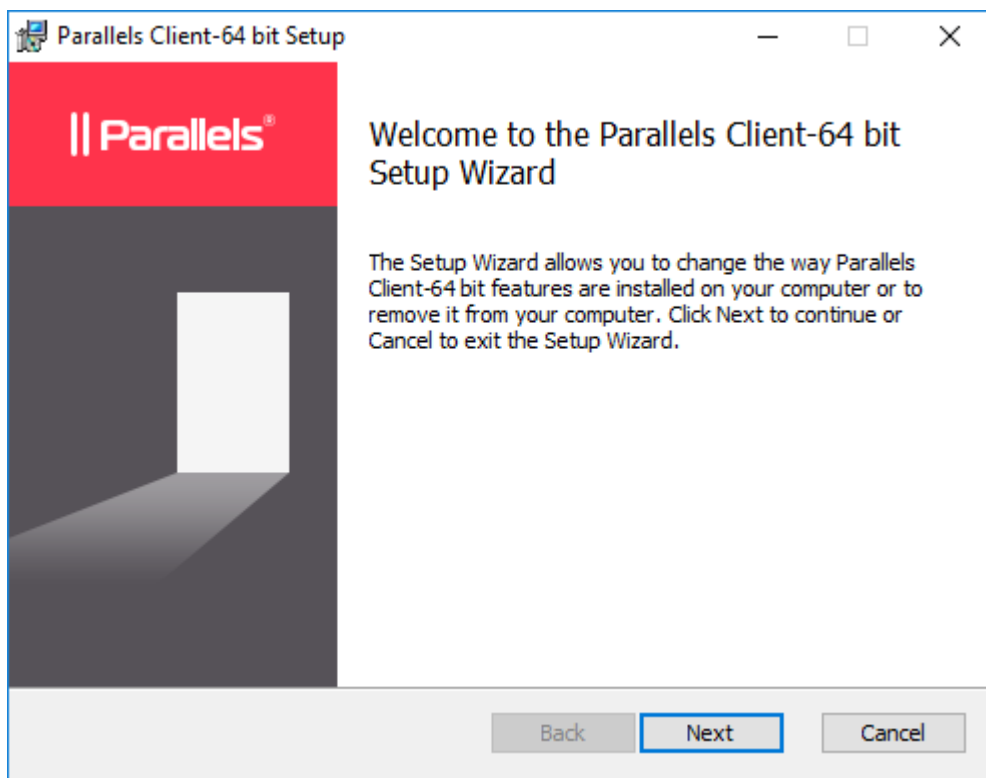 Parallels Client-64 bit Setup
|| Parallels®
Welcome to the Parallels Client-64 bit
Setup Wizard
The Setup Wizard allows you to change the way Parallels
Client-64 bit features are installed on your computer or to
remove it from your computer. Click Next to continue or
Cancel to exit the Setup Wizard.
Back Next Cancel